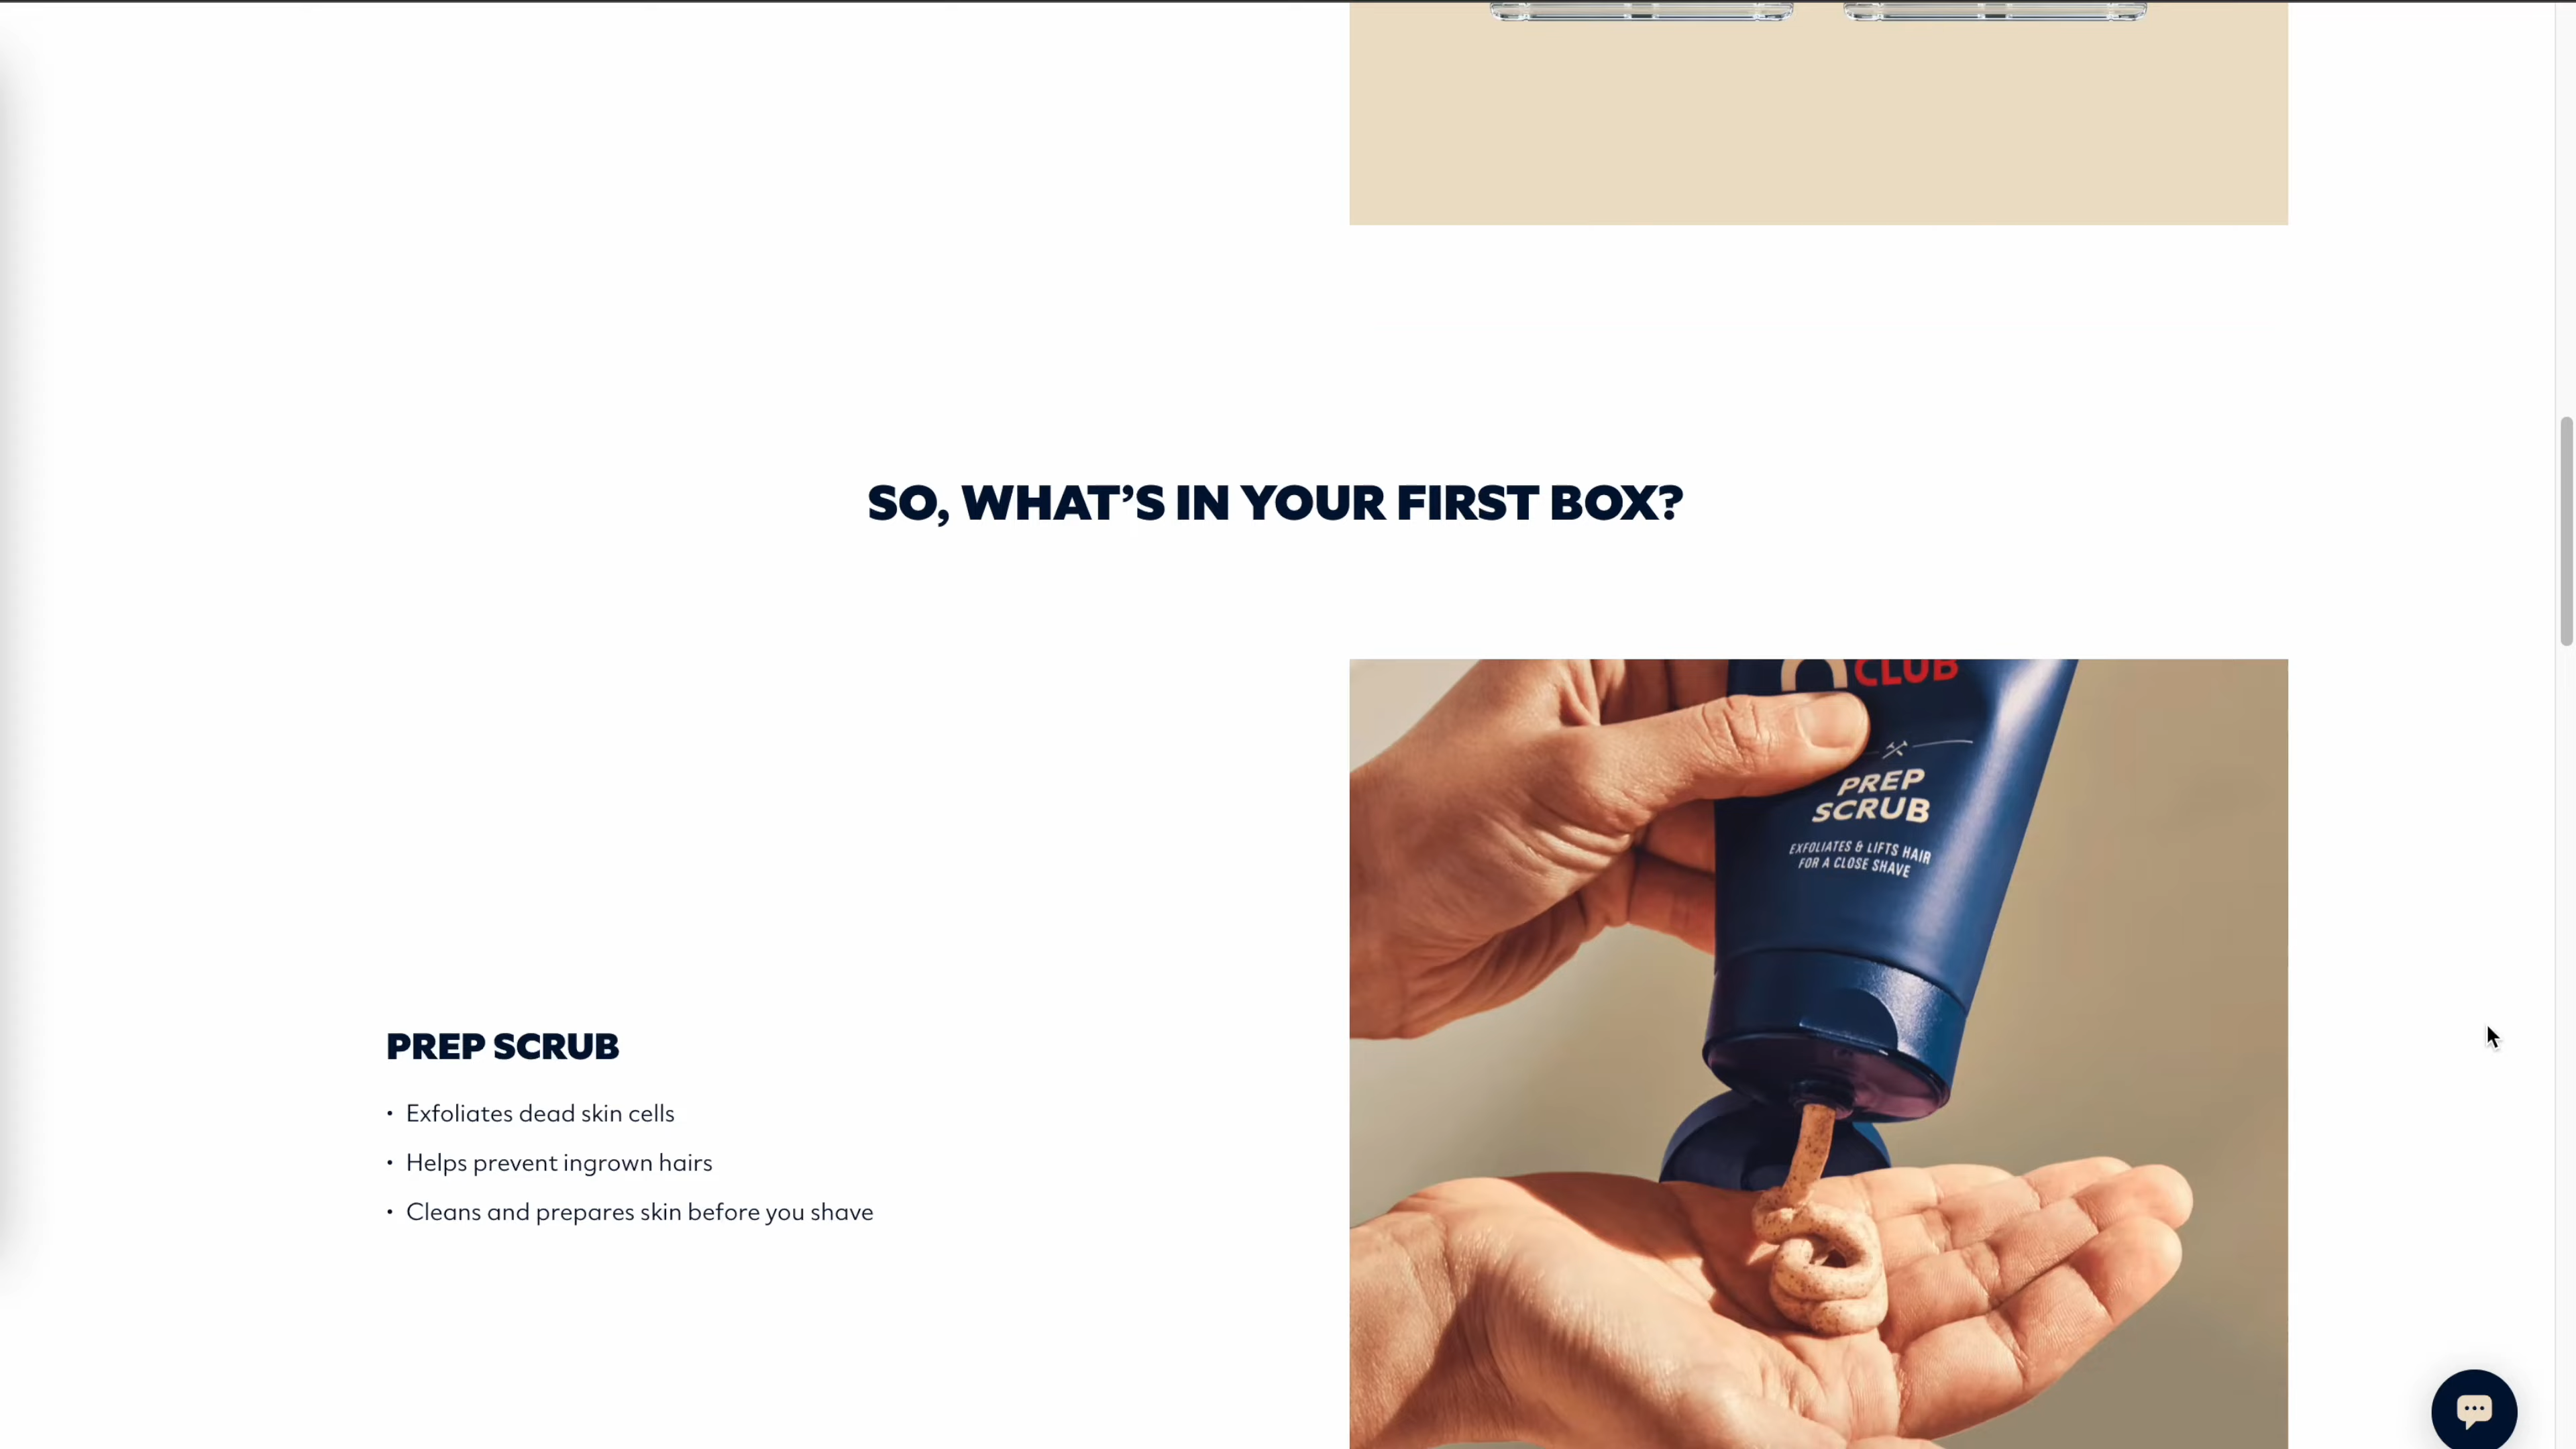 SO, WHAT'S IN YOUR FIRST BOX?
CLUB
PREP
SCRUB
EXFOLIATES & LIFTS HAIR
FOR A CLOSE SHAVE
PREP SCRUB
• Exfoliates dead skin cells
• Helps prevent ingrown hairs
• Cleans and prepares skin before you shave